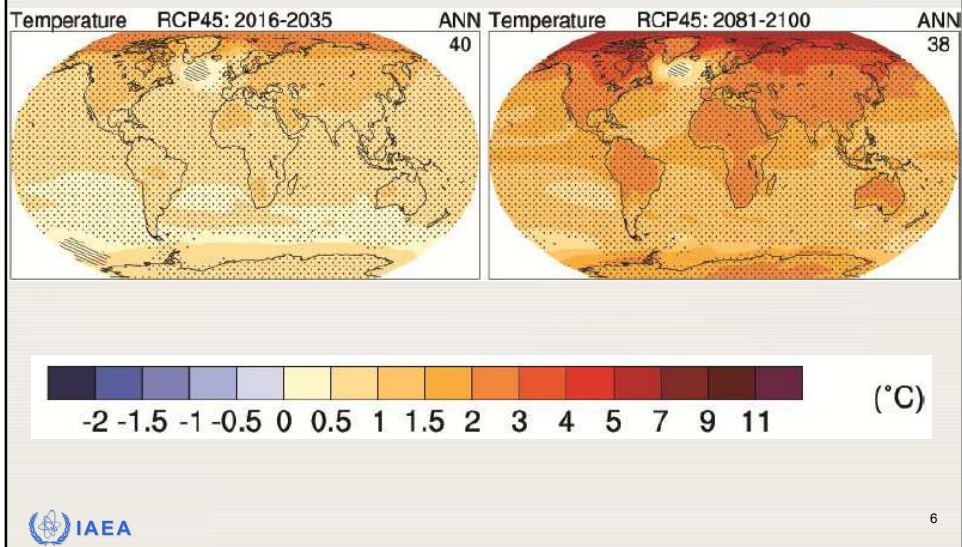 Temperature RCP45: 2016-2035 ANN
40
Temperature RCP45: 2081-2100 ANN
38
-2 -1.5 -1 -0.5 0 0.5 1 1.5 2 3 4 5 7 9 11
(°C)
IAEA
6